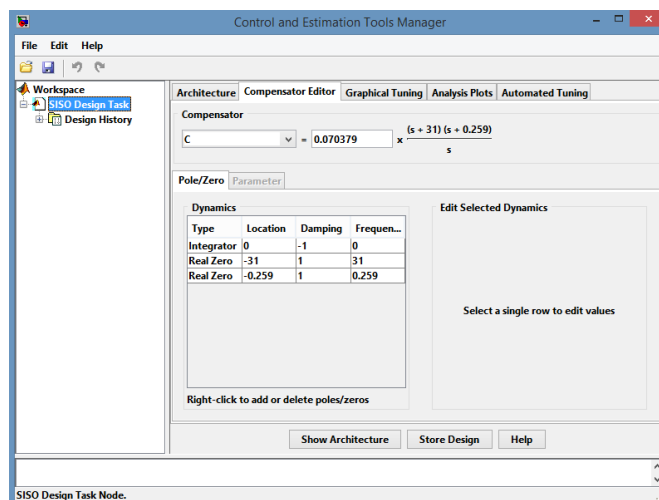 Control and Estimation Tools Manager
File Edit Help
Workspace
SISO Design Task
Design History
Architecture Compensator Editor Graphical Tuning Analysis Plots Automated Tuning
Compensator
C = 0.070379 x (s + 31) (s + 0.259)
s
Pole/Zero Parameter
Dynamics
Type Location Damping Frequen...
Integrator 0 -1 0
Real Zero -31 1 31
Real Zero -0.259 1 0.259
Right-click to add or delete poles/zeros
Edit Selected Dynamics
Select a single row to edit values
Show Architecture Store Design Help
SISO Design Task Node.